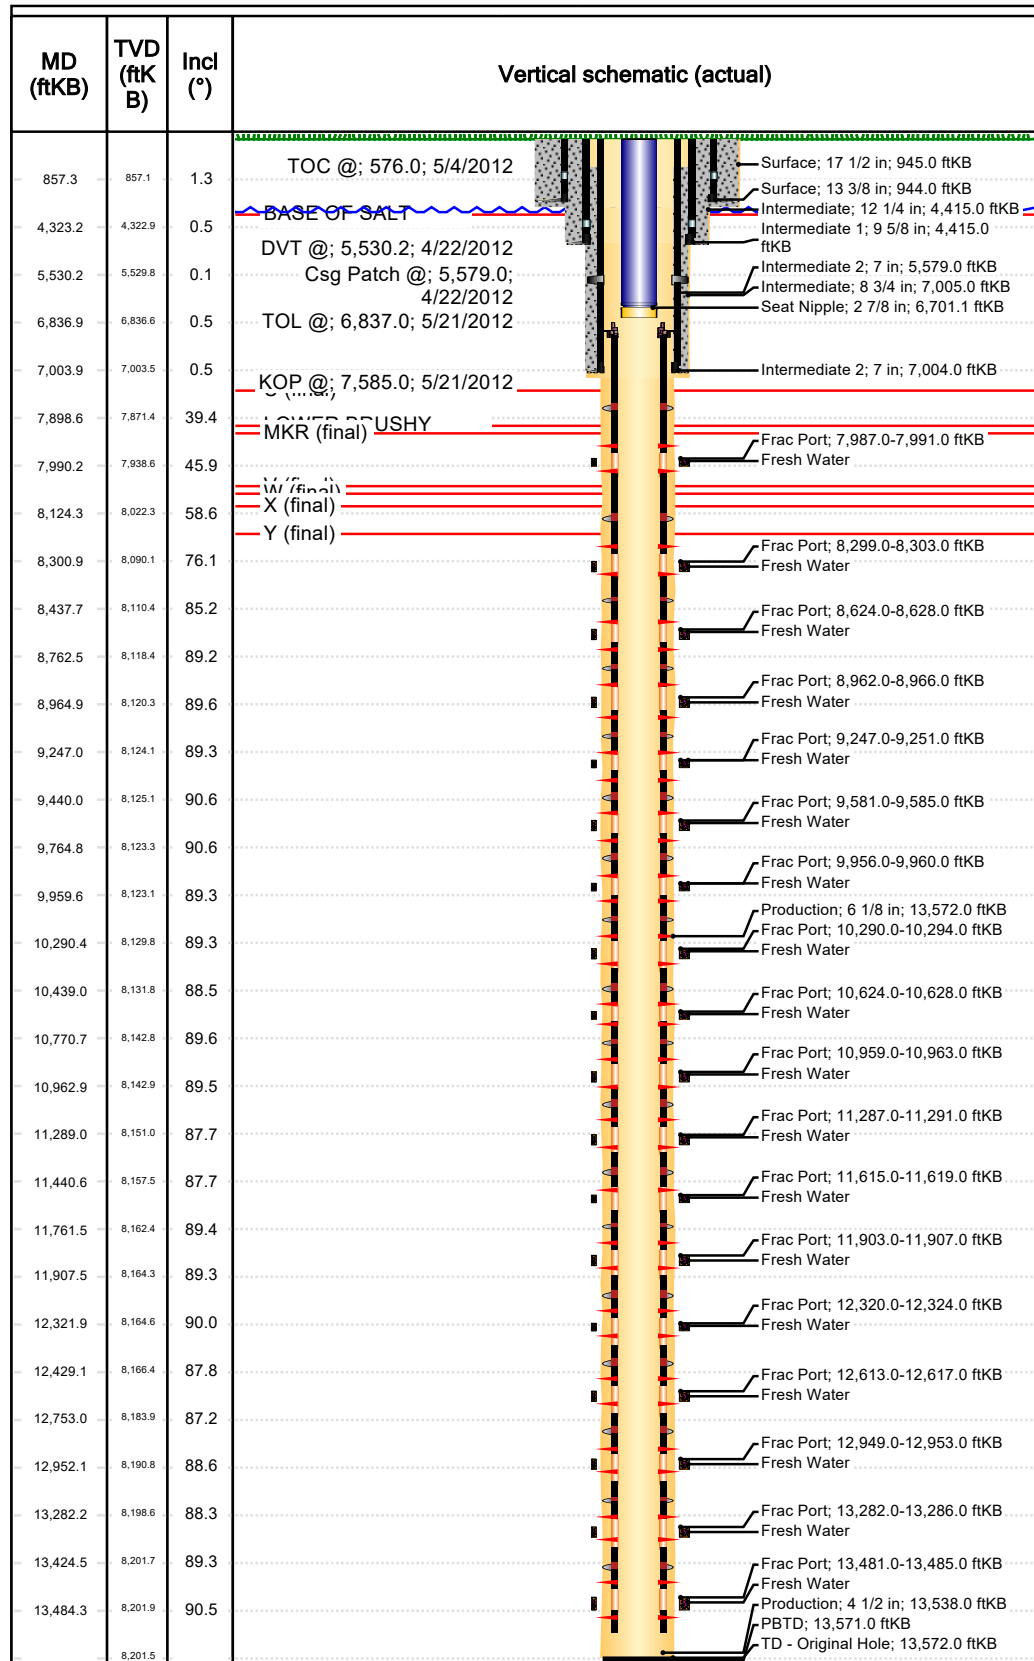 MD
(ftKB)
TVD
(ftK
B)
Incl
(°)
Vertical schematic (actual)
857.3 857.1 1.3
4,323.2 4,322.9 0.5
5,530.2 5,529.8 0.1
6,836.9 6,836.6 0.5
7,003.9 7,003.5 0.5
7,898.6 7,871.4 39.4
7,990.2 7,938.6 45.9
8,124.3 8,022.3 58.6
8,300.9 8,090.1 76.1
8,437.7 8,110.4 85.2
8,762.5 8,118.4 89.2
8,964.9 8,120.3 89.6
9,247.0 8,124.1 89.3
9,440.0 8,125.1 90.6
9,764.8 8,123.3 90.6
9,959.6 8,123.1 89.3
10,290.4 8,129.8 89.3
10,439.0 8,131.8 88.5
10,770.7 8,142.8 89.6
10,962.9 8,142.9 89.5
11,289.0 8,151.0 87.7
11,440.6 8,157.5 87.7
11,761.5 8,162.4 89.4
11,907.5 8,164.3 89.3
12,321.9 8,164.6 90.0
12,429.1 8,166.4 87.8
12,753.0 8,183.9 87.2
12,952.1 8,190.8 88.6
13,282.2 8,198.6 88.3
13,424.5 8,201.7 89.3
13,484.3 8,201.9 90.5
8,201.5
TOC @; 576.0; 5/4/2012
BASE OF SALT
DVT @; 5,530.2; 4/22/2012
Csg Patch @; 5,579.0;
4/22/2012
TOL @; 6,837.0; 5/21/2012
KOP @; 7,585.0; 5/21/2012
(final)
LOWER BRUSHY
MKR (final)
V (final)
W (final)
X (final)
Y (final)
Surface; 17 1/2 in; 945.0 ftKB
Surface; 13 3/8 in; 944.0 ftKB
Intermediate; 12 1/4 in; 4,415.0 ftKB
Intermediate 1; 9 5/8 in; 4,415.0
ftKB
Intermediate 2; 7 in; 5,579.0 ftKB
Intermediate; 8 3/4 in; 7,005.0 ftKB
Seat Nipple; 2 7/8 in; 6,701.1 ftKB
Intermediate 2; 7 in; 7,004.0 ftKB
Frac Port; 7,987.0-7,991.0 ftKB
Fresh Water
Frac Port; 8,299.0-8,303.0 ftKB
Fresh Water
Frac Port; 8,624.0-8,628.0 ftKB
Fresh Water
Frac Port; 8,962.0-8,966.0 ftKB
Fresh Water
Frac Port; 9,247.0-9,251.0 ftKB
Fresh Water
Frac Port; 9,581.0-9,585.0 ftKB
Fresh Water
Frac Port; 9,956.0-9,960.0 ftKB
Fresh Water
Production; 6 1/8 in; 13,572.0 ftKB
Frac Port; 10,290.0-10,294.0 ftKB
Fresh Water
Frac Port; 10,624.0-10,628.0 ftKB
Fresh Water
Frac Port; 10,959.0-10,963.0 ftKB
Fresh Water
Frac Port; 11,287.0-11,291.0 ftKB
Fresh Water
Frac Port; 11,615.0-11,619.0 ftKB
Fresh Water
Frac Port; 11,903.0-11,907.0 ftKB
Fresh Water
Frac Port; 12,320.0-12,324.0 ftKB
Fresh Water
Frac Port; 12,613.0-12,617.0 ftKB
Fresh Water
Frac Port; 12,949.0-12,953.0 ftKB
Fresh Water
Frac Port; 13,282.0-13,286.0 ftKB
Fresh Water
Frac Port; 13,481.0-13,485.0 ftKB
Fresh Water
Production; 4 1/2 in; 13,538.0 ftKB
PBTD; 13,571.0 ftKB
TD - Original Hole; 13,572.0 ftKB